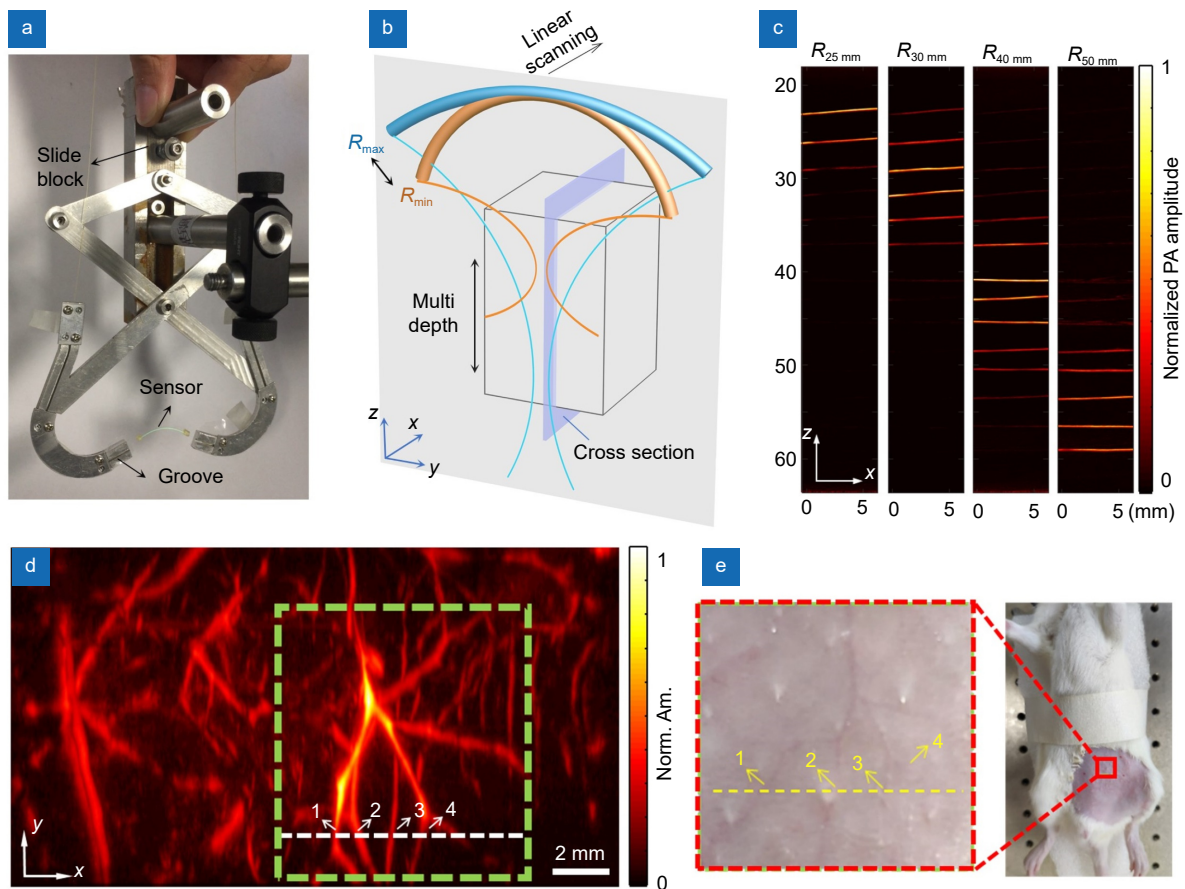 a
Slide
block
Sensor
Groove
b
Linear
scanning
Rmax
Rmin
Multi
depth
z
x
y
Cross section
c
R25 mm R30 mm R40 mm R50 mm
20
30
40
50
60
z
x
0 5 0 5 0 5 0 5 (mm)
1
Normalized PA amplitude
0
d
1 2 3 4
y
x
2 mm
1
Norm. Am.
0
e
1 2 3 4